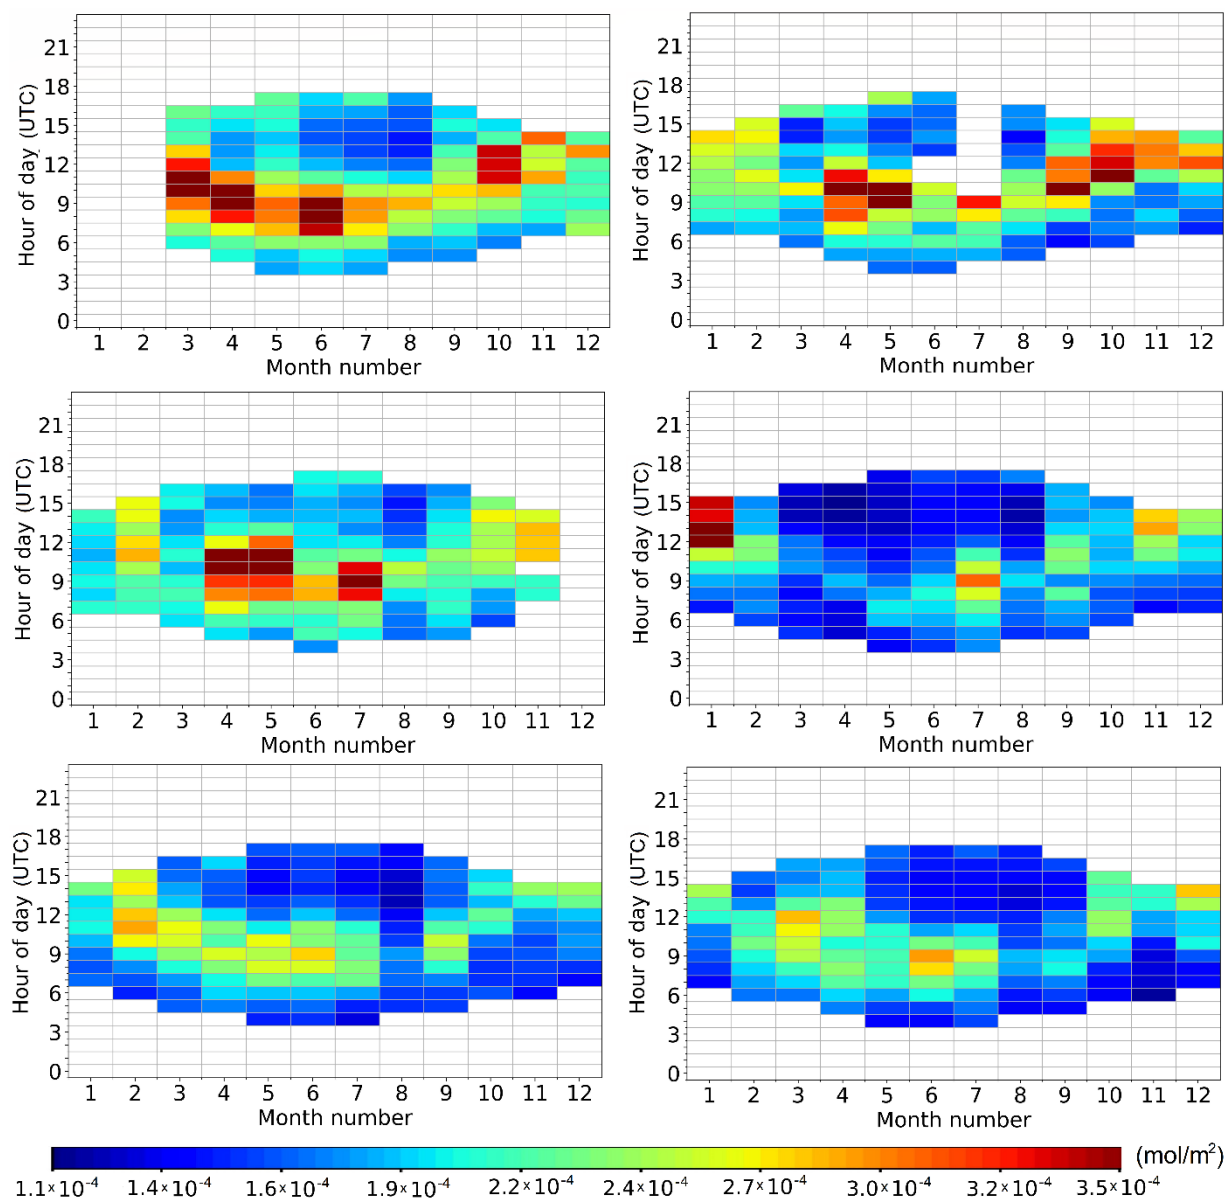 21
18
15
12
9
6
3
0
Hour of day (UTC)
1 2 3 4 5 6 7 8 9 10 11 12
Month number
21
18
15
12
9
6
3
0
Hour of day (UTC)
1 2 3 4 5 6 7 8 9 10 11 12
Month number
21
18
15
12
9
6
3
0
Hour of day (UTC)
1 2 3 4 5 6 7 8 9 10 11 12
Month number
21
18
15
12
9
6
3
0
Hour of day (UTC)
1 2 3 4 5 6 7 8 9 10 11 12
Month number
21
18
15
12
9
6
3
0
Hour of day (UTC)
1 2 3 4 5 6 7 8 9 10 11 12
Month number
21
18
15
12
9
6
3
0
Hour of day (UTC)
1 2 3 4 5 6 7 8 9 10 11 12
Month number
(mol/m²)
1.1×10⁻⁴ 1.4×10⁻⁴ 1.6×10⁻⁴ 1.9×10⁻⁴ 2.2×10⁻⁴ 2.4×10⁻⁴ 2.7×10⁻⁴ 3.0×10⁻⁴ 3.2×10⁻⁴ 3.5×10⁻⁴